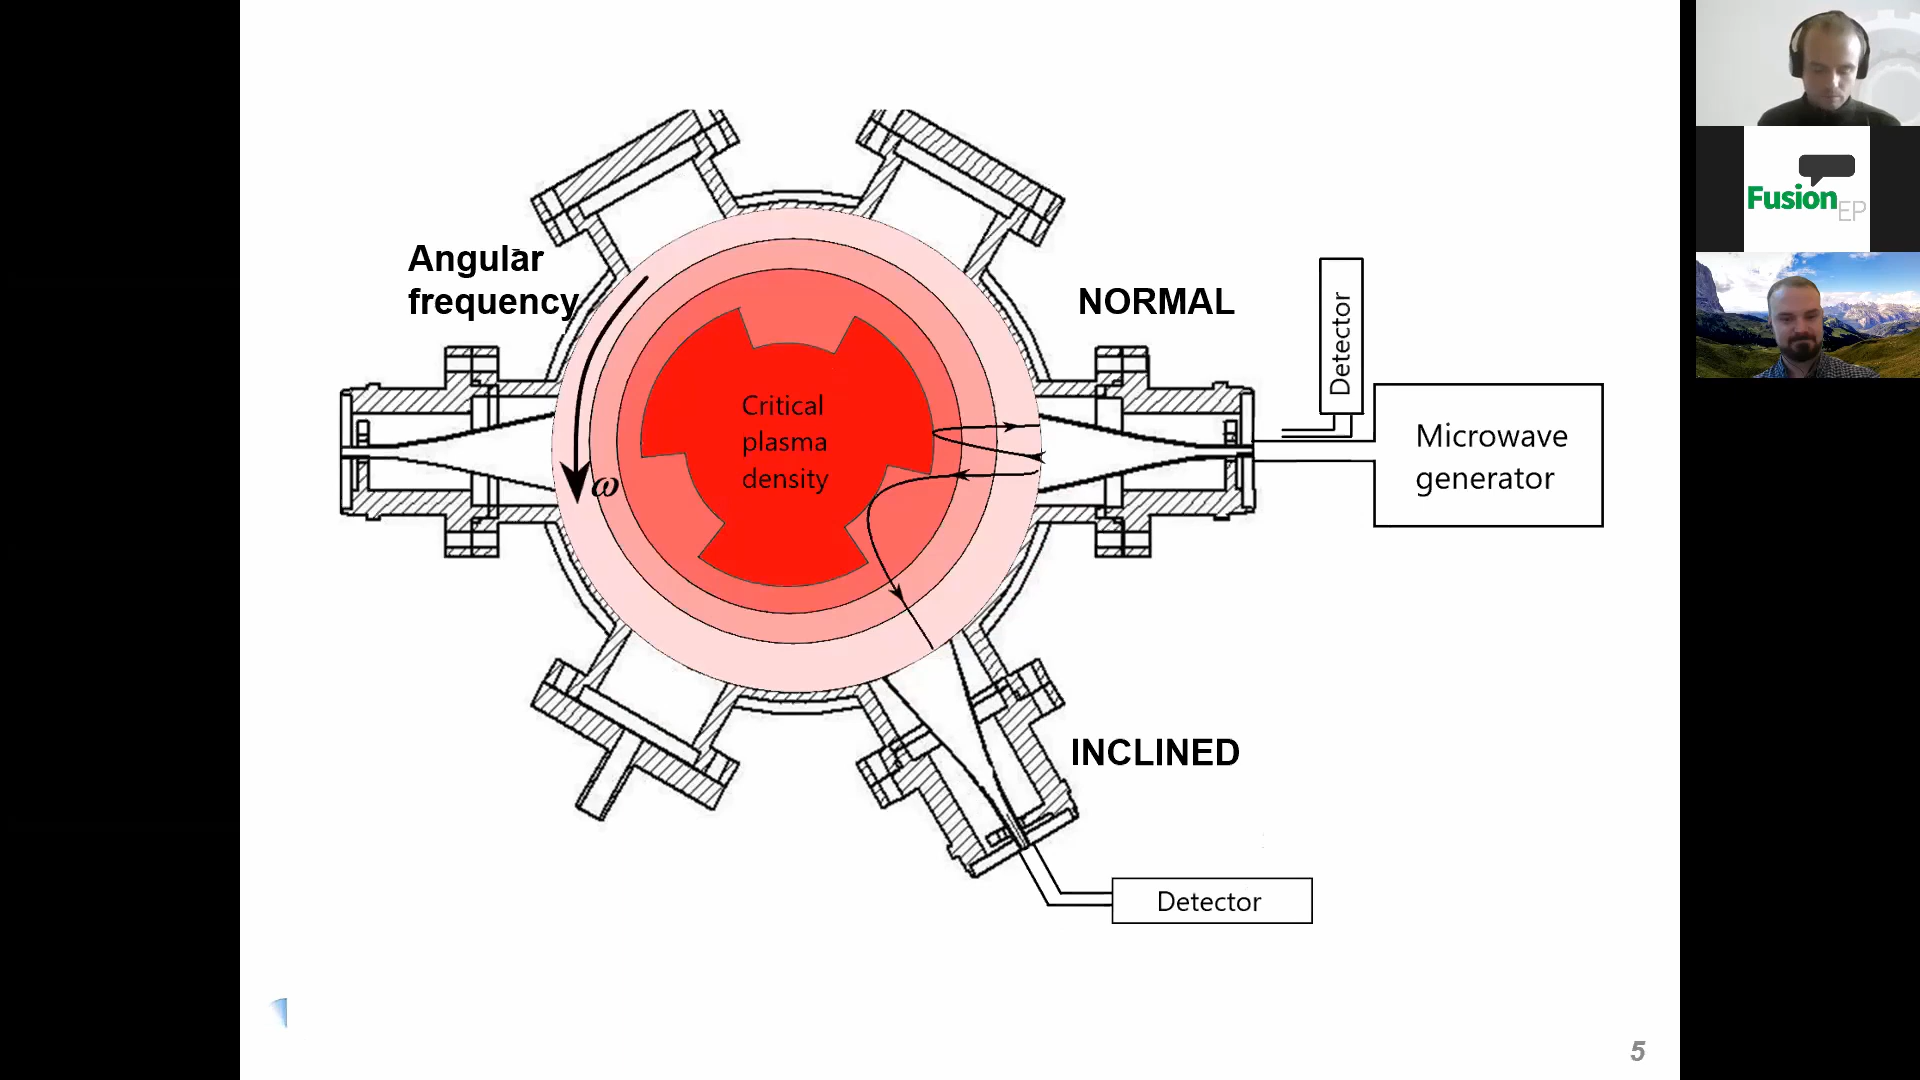 Angular
frequency
ω
NORMAL
Detector
Microwave
generator
Critical
plasma
density
INCLINED
Detector
5
Fusion
EP